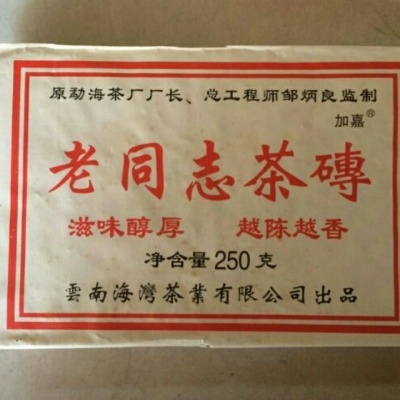 原勐海茶厂厂长、总工程师邹炳良监制
加嘉®
老同志茶磚
滋味醇厚 越陈越香
净含量250克
雲南海灣茶業有限公司出品